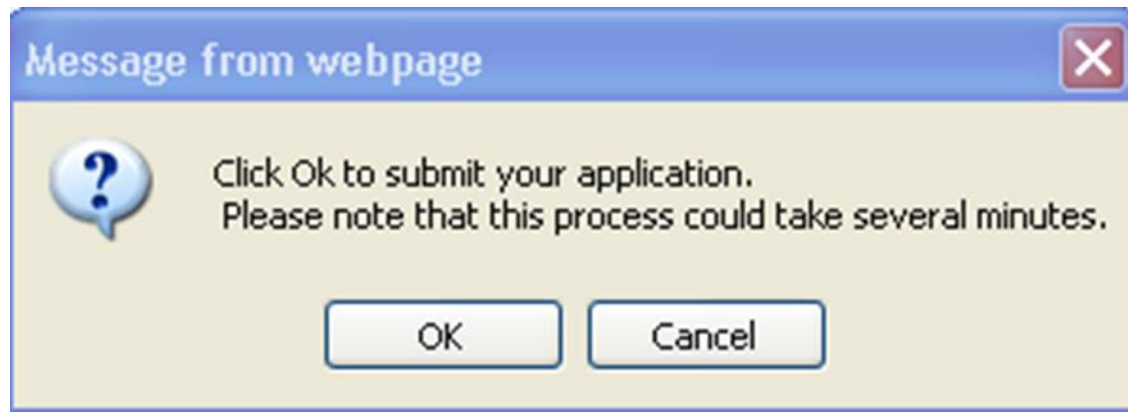 Message from webpage
Click Ok to submit your application.
Please note that this process could take several minutes.
OK
Cancel